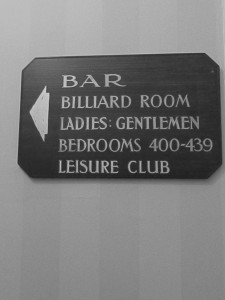 BAR
BILLIARD ROOM
LADIES: GENTLEMEN
BEDROOMS 400-439
LEISURE CLUB